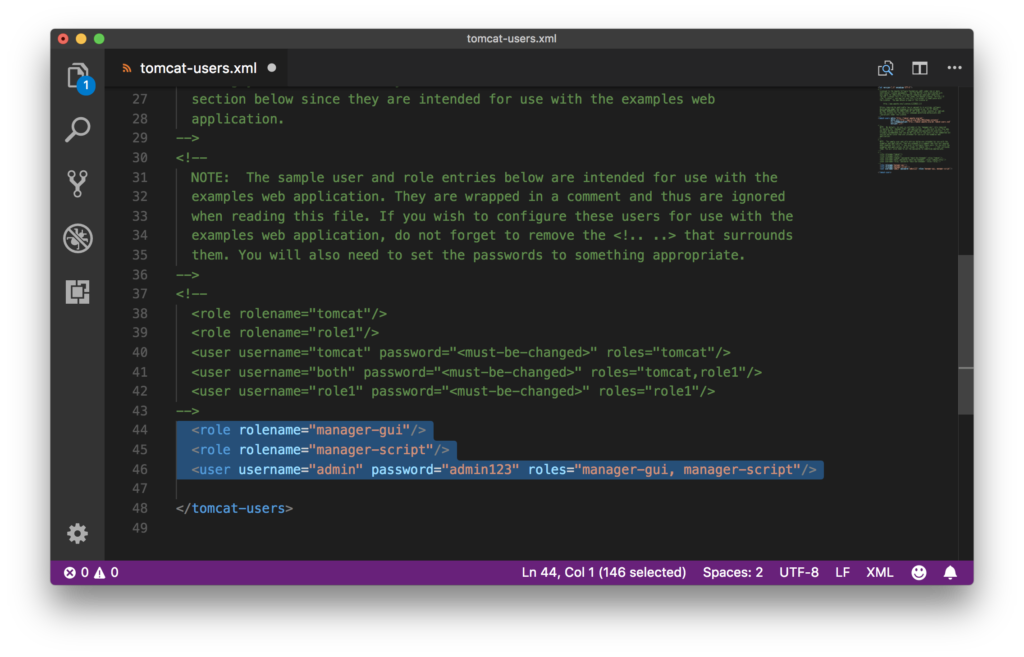 tomcat-users.xml
tomcat-users.xml
1
27 section below since they are intended for use with the examples web
28 application.
29 -->
30 <!--
31 NOTE:  The sample user and role entries below are intended for use with the
32 examples web application. They are wrapped in a comment and thus are ignored
33 when reading this file. If you wish to configure these users for use with the
34 examples web application, do not forget to remove the <!.. ..> that surrounds
35 them. You will also need to set the passwords to something appropriate.
36 -->
37 <!--
38 <role rolename="tomcat"/>
39 <role rolename="role1"/>
40 <user username="tomcat" password="<must-be-changed>" roles="tomcat"/>
41 <user username="both" password="<must-be-changed>" roles="tomcat,role1"/>
42 <user username="role1" password="<must-be-changed>" roles="role1"/>
43 -->
44 <role rolename="manager-gui"/>
45 <role rolename="manager-script"/>
46 <user username="admin" password="admin123" roles="manager-gui, manager-script"/>
47
48 </tomcat-users>
49
0 0 Ln 44, Col 1 (146 selected) Spaces: 2 UTF-8 LF XML